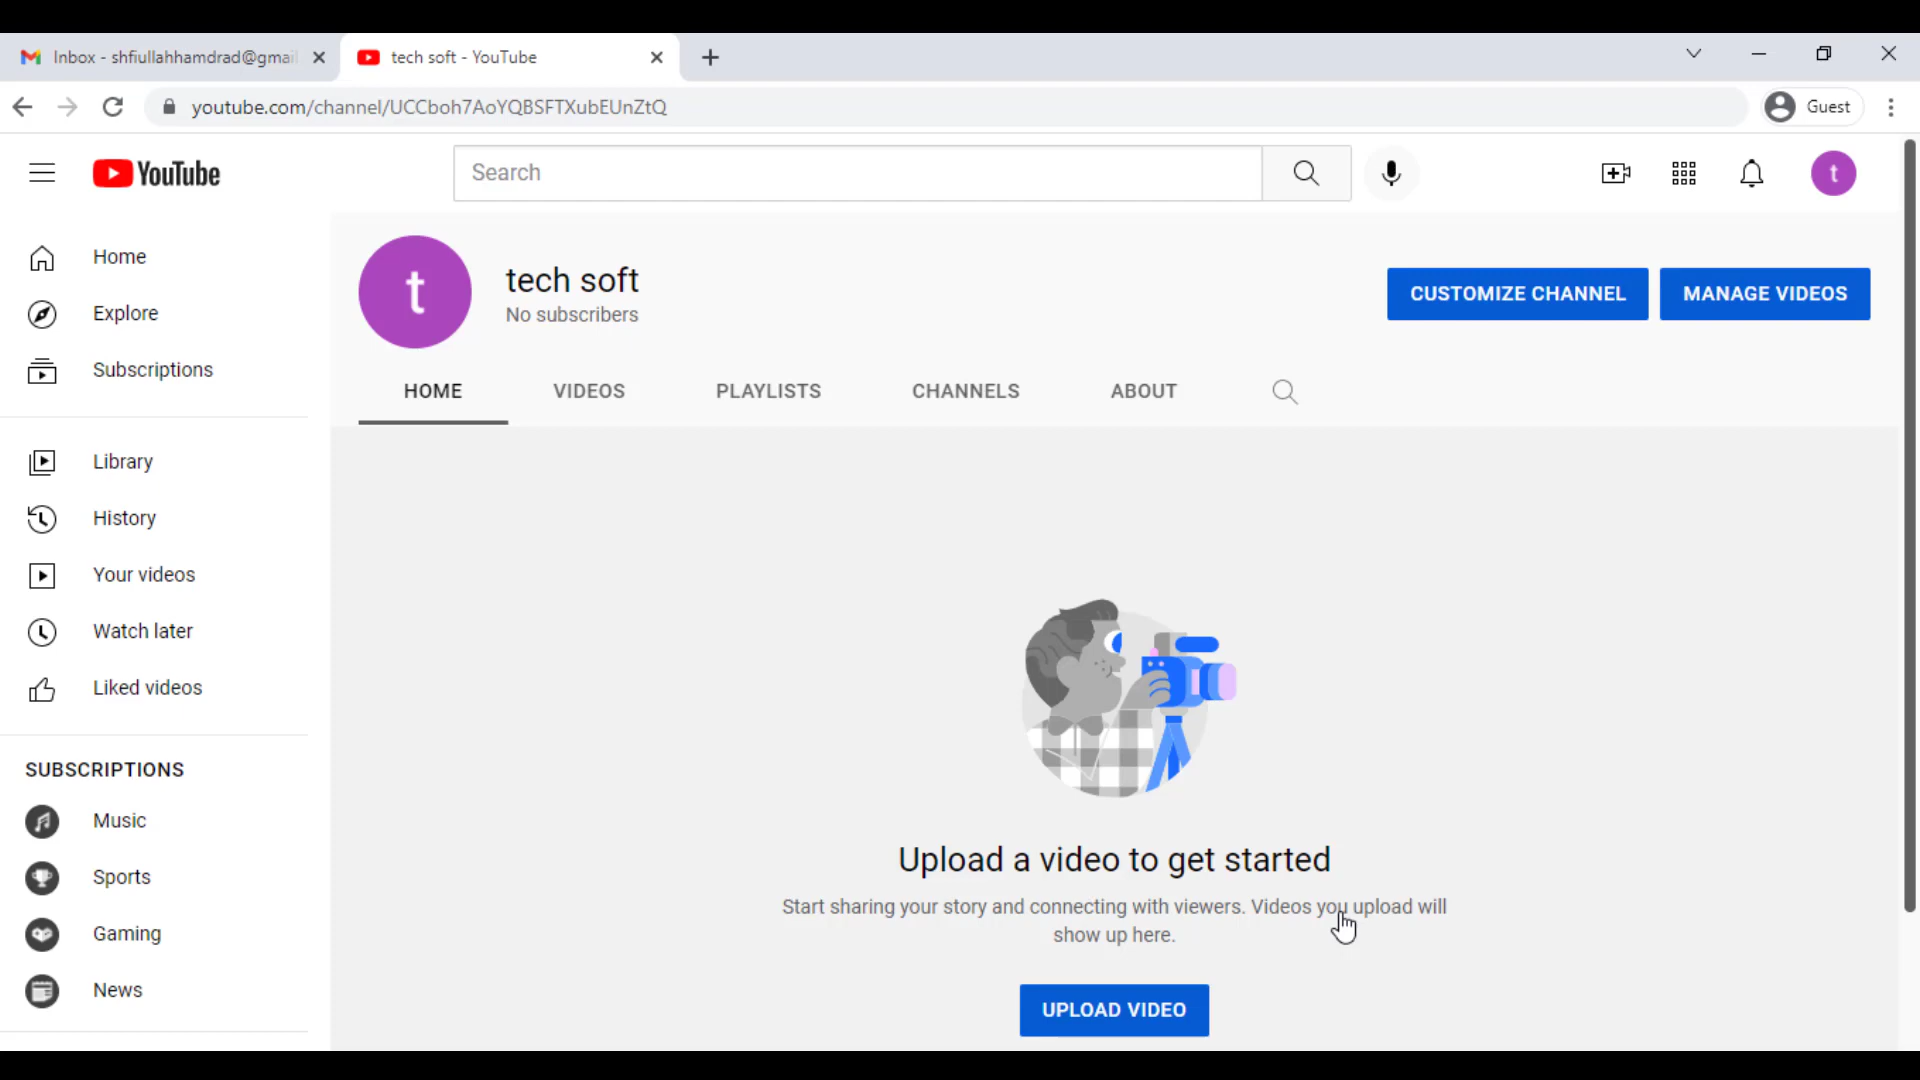 Inbox - shfiullahhamdrad@gmail
tech soft - YouTube
youtube.com/channel/UCCboh7AoYQBSFTXubEUnZtQ
Guest
YouTube
Search
t
Home
Explore
Subscriptions
Library
History
Your videos
Watch later
Liked videos
SUBSCRIPTIONS
Music
Sports
Gaming
News
t
tech soft
No subscribers
CUSTOMIZE CHANNEL
MANAGE VIDEOS
HOME VIDEOS PLAYLISTS CHANNELS ABOUT
Upload a video to get started
Start sharing your story and connecting with viewers. Videos you upload will
show up here.
UPLOAD VIDEO